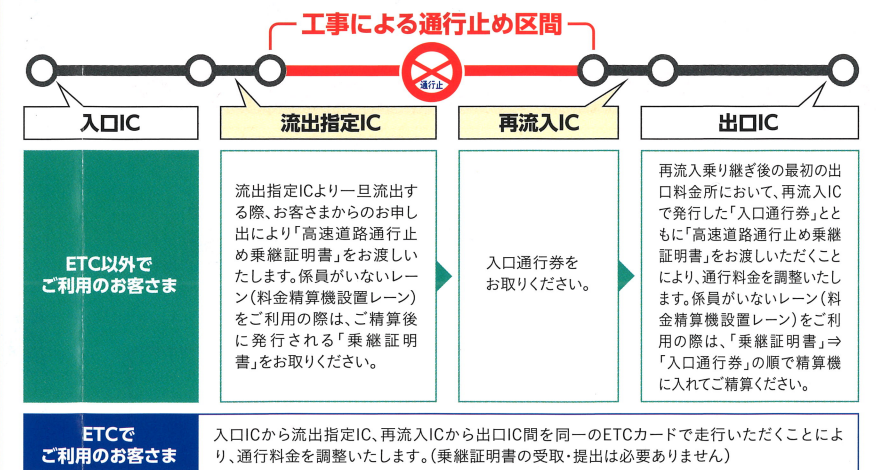 工事による通行止め区間
通行止
入口IC
流出指定IC
再流入IC
出口IC
ETC以外で
ご利用のお客さま
流出指定ICより一旦流出す
る際、お客さまからのお申し
出により「高速道路通行止
め乗継証明書」をお渡しい
たします。係員がいないレー
ン(料金精算機設置レーン)
をご利用の際は、ご精算後
に発行される「乗継証明
書」をお取りください。
入口通行券を
お取りください。
再流入乗り継ぎ後の最初の出
口料金所において、再流入IC
で発行した「入口通行券」とと
もに「高速道路通行止め乗継
証明書」をお渡しいただくこと
により、通行料金を調整いたし
ます。係員がいないレーン(料
金精算機設置レーン)をご利
用の際は、「乗継証明書」⇒
「入口通行券」の順で精算機
に入れてご精算ください。
ETCで
ご利用のお客さま
入口ICから流出指定IC、再流入ICから出口IC間を同一のETCカードで走行いただくことによ
り、通行料金を調整いたします。(乗継証明書の受取・提出は必要ありません)